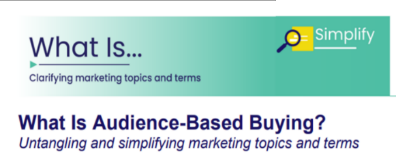 What Is...
Simplify
Clarifying marketing topics and terms
What Is Audience-Based Buying?
Untangling and simplifying marketing topics and terms